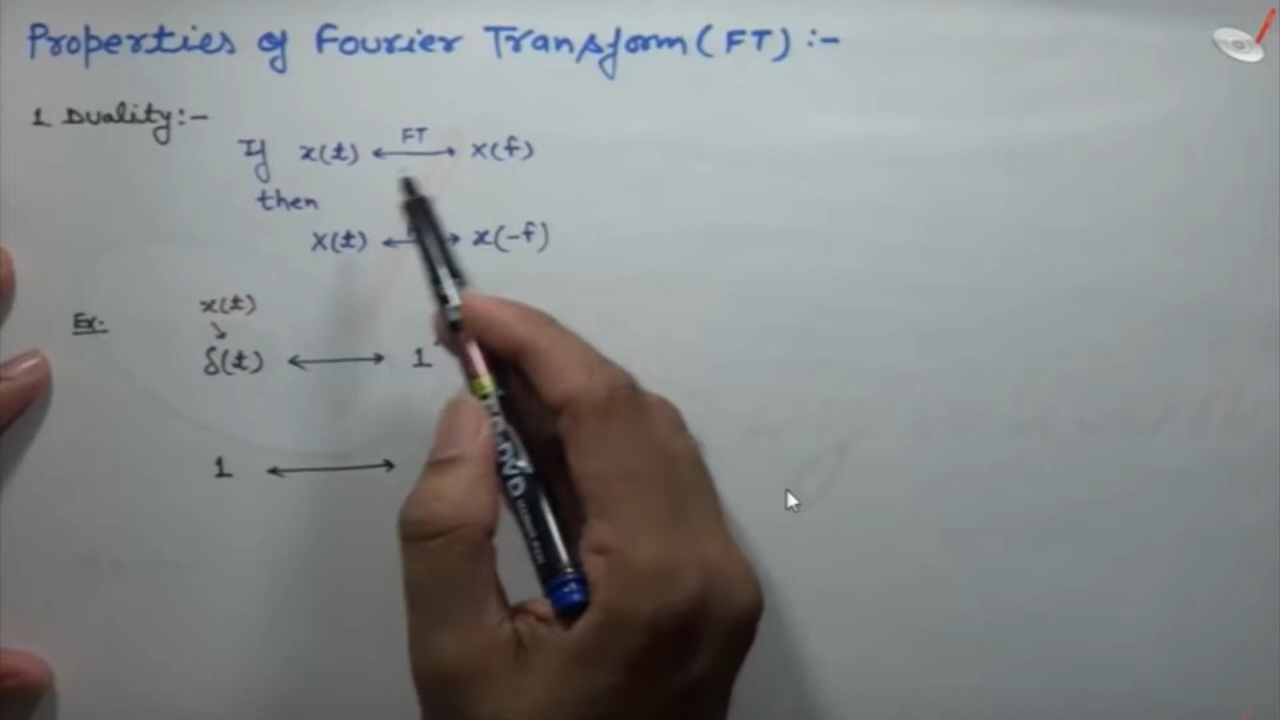 Properties of Fourier Transform (FT) :-
1 Duality:-
FT
If x(t) ⟷ X(f)
then
X(t) ⟷ x(-f)
x(t)
Ex. δ(t) ⟷ 1
1 ⟷